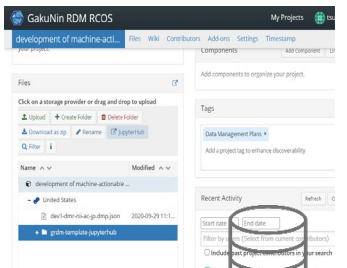 GakuNin RDM RCOS
My Projects
development of machine-acti...
Files Wiki Contributors Add-ons Settings Timestamp
your project.
Components
Add Component
Add components to organize your project.
Files
Click on a storage provider or drag and drop to upload
Upload + Create Folder Delete Folder
Download as zip Rename JupyterHub
Filter i
Name Modified
development of machine-actionable ...
- United States
dev1-dmr-nii-ac-jp.dmp.json 2020-09-29 11:1...
+ grdm-template-jupyterhub
Tags
Data Management Plans
Add a project tag to enhance discoverability
Recent Activity
Refresh
Start date - End date
Filter by users (Select from current contributors)
Include past project contributors in your search